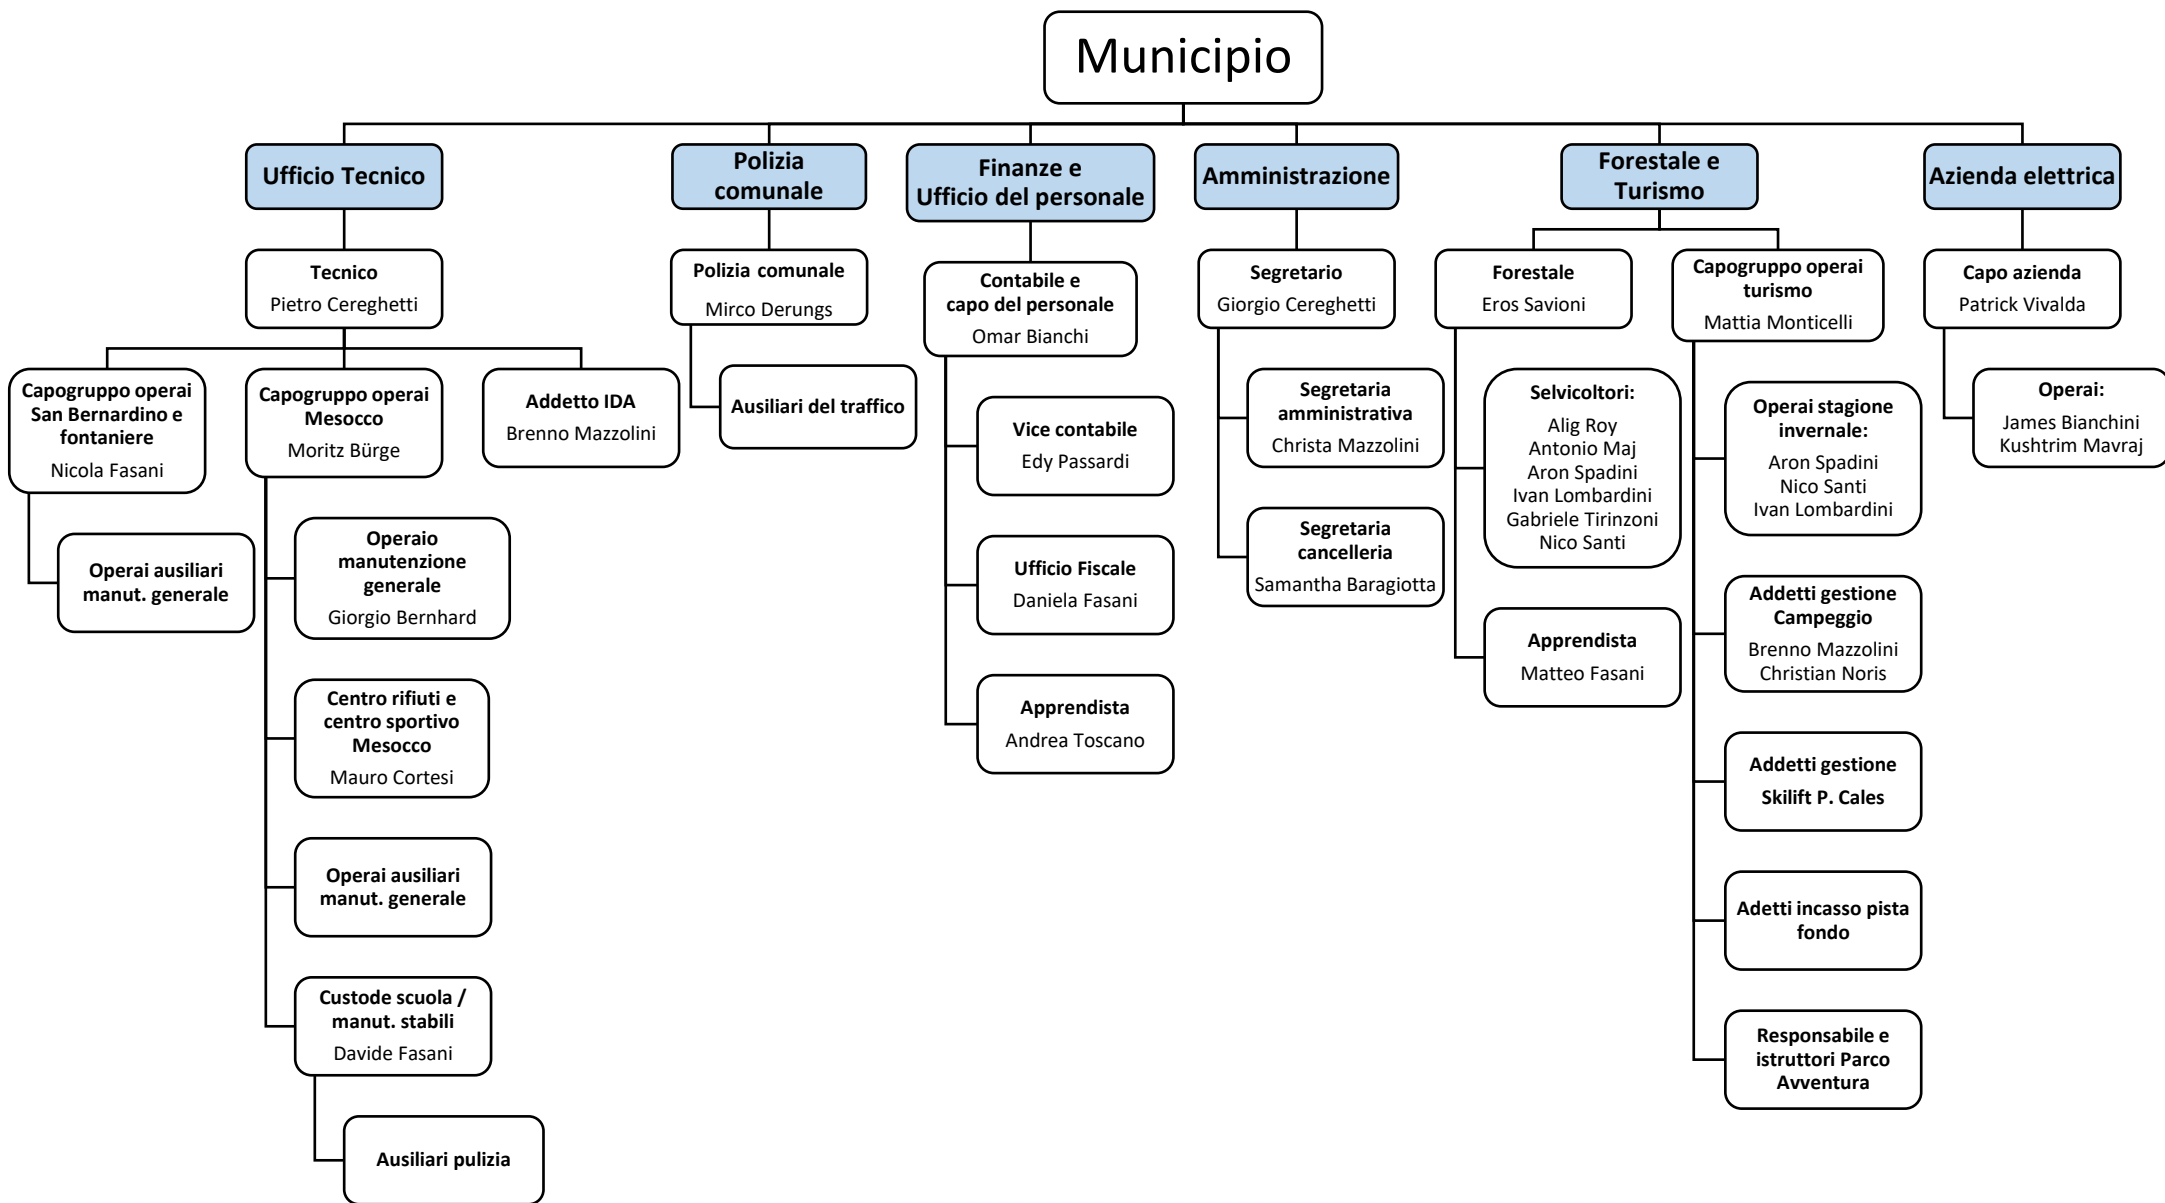 Municipio
Ufficio Tecnico
Polizia
comunale
Finanze e
Ufficio del personale
Amministrazione
Forestale e
Turismo
Azienda elettrica
Tecnico
Pietro Cereghetti
Capogruppo operai
San Bernardino e
fontaniere
Nicola Fasani
Operai ausiliari
manut. generale
Capogruppo operai
Mesocco
Moritz Bürge
Operaio
manutenzione
generale
Giorgio Bernhard
Centro rifiuti e
centro sportivo
Mesocco
Mauro Cortesi
Operai ausiliari
manut. generale
Custode scuola /
manut. stabili
Davide Fasani
Ausiliari pulizia
Addetto IDA
Brenno Mazzolini
Polizia comunale
Mirco Derungs
Ausiliari del traffico
Contabile e
capo del personale
Omar Bianchi
Vice contabile
Edy Passardi
Ufficio Fiscale
Daniela Fasani
Apprendista
Andrea Toscano
Segretario
Giorgio Cereghetti
Segretaria
amministrativa
Christa Mazzolini
Segretaria
cancelleria
Samantha Baragiotta
Forestale
Eros Savioni
Selvicoltori:
Alig Roy
Antonio Maj
Aron Spadini
Ivan Lombardini
Gabriele Tirinzoni
Nico Santi
Apprendista
Matteo Fasani
Capogruppo operai
turismo
Mattia Monticelli
Operai stagione
invernale:
Aron Spadini
Nico Santi
Ivan Lombardini
Addetti gestione
Campeggio
Brenno Mazzolini
Christian Noris
Addetti gestione
Skilift P. Cales
Adetti incasso pista
fondo
Responsabile e
istruttori Parco
Avventura
Capo azienda
Patrick Vivalda
Operai:
James Bianchini
Kushtrim Mavraj